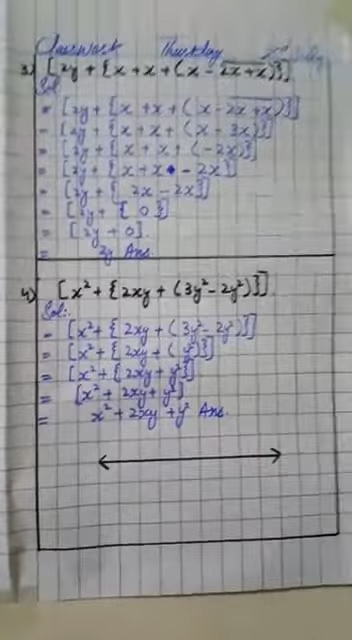 Classwork Thursday
3) [2y + {x + x + (x - 2x + x)}]
Sol
= [2y + {x + x + (x - 2x + x)}]
= [2y + {x + x + (x - 3x)}]
= [2y + {x + x + (-2x)}]
= [2y + {x + x - 2x}]
= [2y + { 2x - 2x}]
= [2y + { 0}]
= [2y + 0]
= 2y Ans
4) [x² + {2xy + (3y² - 2y²)}]
Sol:
= [x² + {2xy + (3y² - 2y²)}]
= [x² + {2xy + (y²)}]
= [x² + {2xy + y²}]
= [x² + 2xy + y²]
= x² + 2xy + y² Ans.